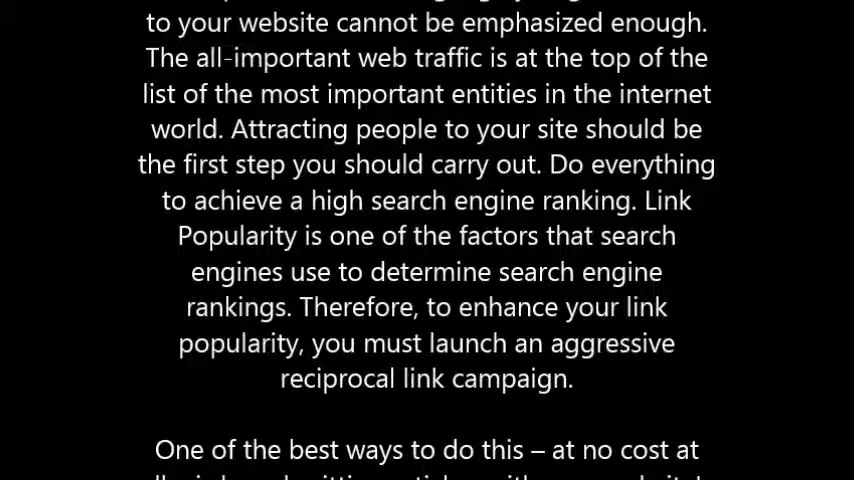 to your website cannot be emphasized enough.
The all-important web traffic is at the top of the
list of the most important entities in the internet
world. Attracting people to your site should be
the first step you should carry out. Do everything
to achieve a high search engine ranking. Link
Popularity is one of the factors that search
engines use to determine search engine
rankings. Therefore, to enhance your link
popularity, you must launch an aggressive
reciprocal link campaign.
One of the best ways to do this – at no cost at